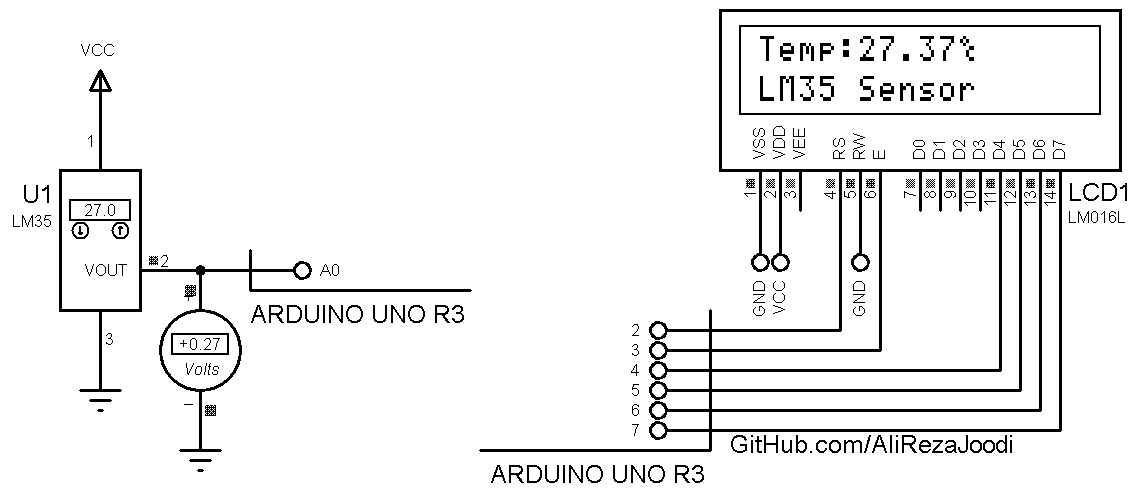 VCC
1
U1
LM35
27.0
VOUT
2
A0
ARDUINO UNO R3
3
+0.27
Volts
Temp:27.37%
LM35 Sensor
VSS
VDD
VEE
RS
RW
E
D0
D1
D2
D3
D4
D5
D6
D7
1
2
3
4
5
6
7
8
9
10
11
12
13
14
LCD1
LM016L
GND
VCC
GND
2
3
4
5
6
7
GitHub.com/AliRezaJoodi
ARDUINO UNO R3